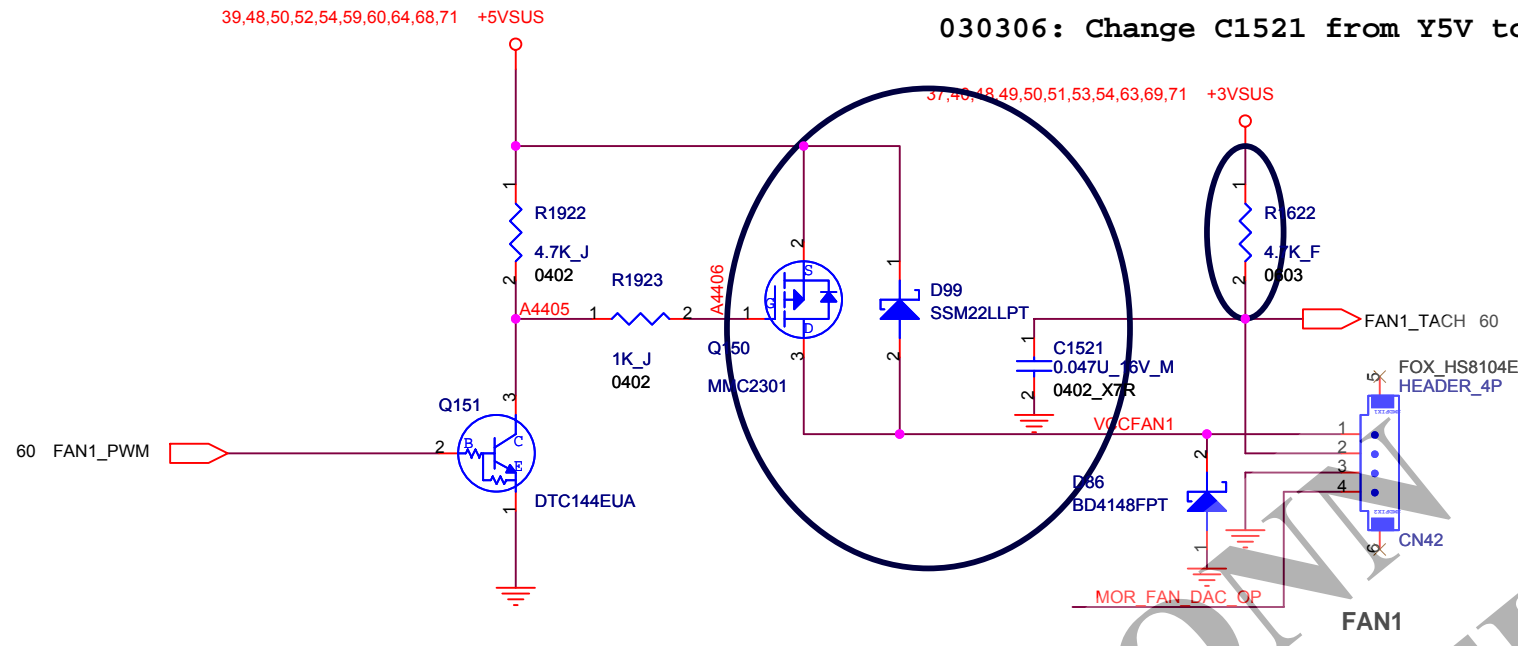 39,48,50,52,54,59,60,64,68,71 +5VSUS
030306: Change C1521 from Y5V to
37,46,48,49,50,51,53,54,63,69,71 +3VSUS
1
R1922
4.7K_J
0402
2
A4405
1
R1923
2
1K_J
0402
A4406
1
2
S
G
D
3
Q150
MMC2301
1
D99
SSM22LLPT
2
1
R1622
4.7K_F
0603
2
FAN1_TACH 60
1
C1521
0.047U_16V_M
0402_X7R
2
VCCFAN1
5
FOX_HS8104E
HEADER_4P
1
2
3
4
6
CN42
FAN1
2
D86
BD4148FPT
1
MOR_FAN_DAC_OP
Q151
3
60 FAN1_PWM
2
B
C
E
1
DTC144EUA